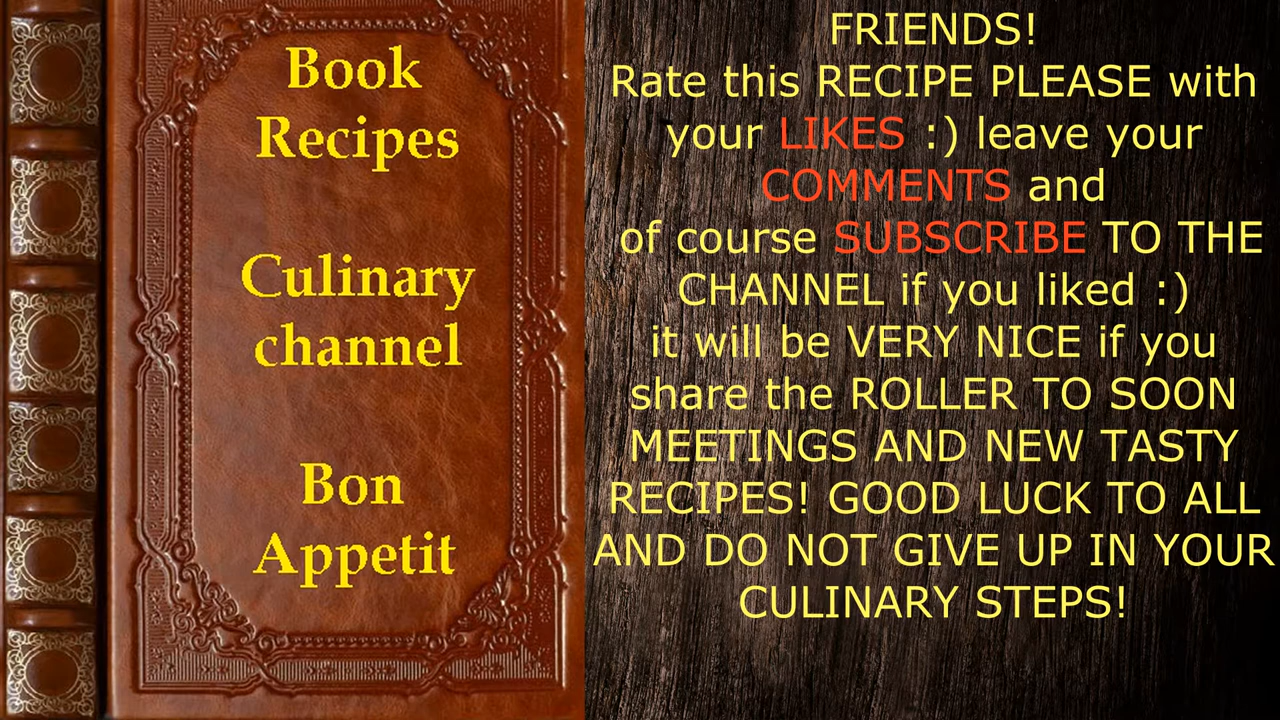 Book
Recipes
Culinary
channel
Bon
Appetit
FRIENDS!
Rate this RECIPE PLEASE with
your LIKES :) leave your
COMMENTS and
of course SUBSCRIBE TO THE
CHANNEL if you liked :)
it will be VERY NICE if you
share the ROLLER TO SOON
MEETINGS AND NEW TASTY
RECIPES! GOOD LUCK TO ALL
AND DO NOT GIVE UP IN YOUR
CULINARY STEPS!